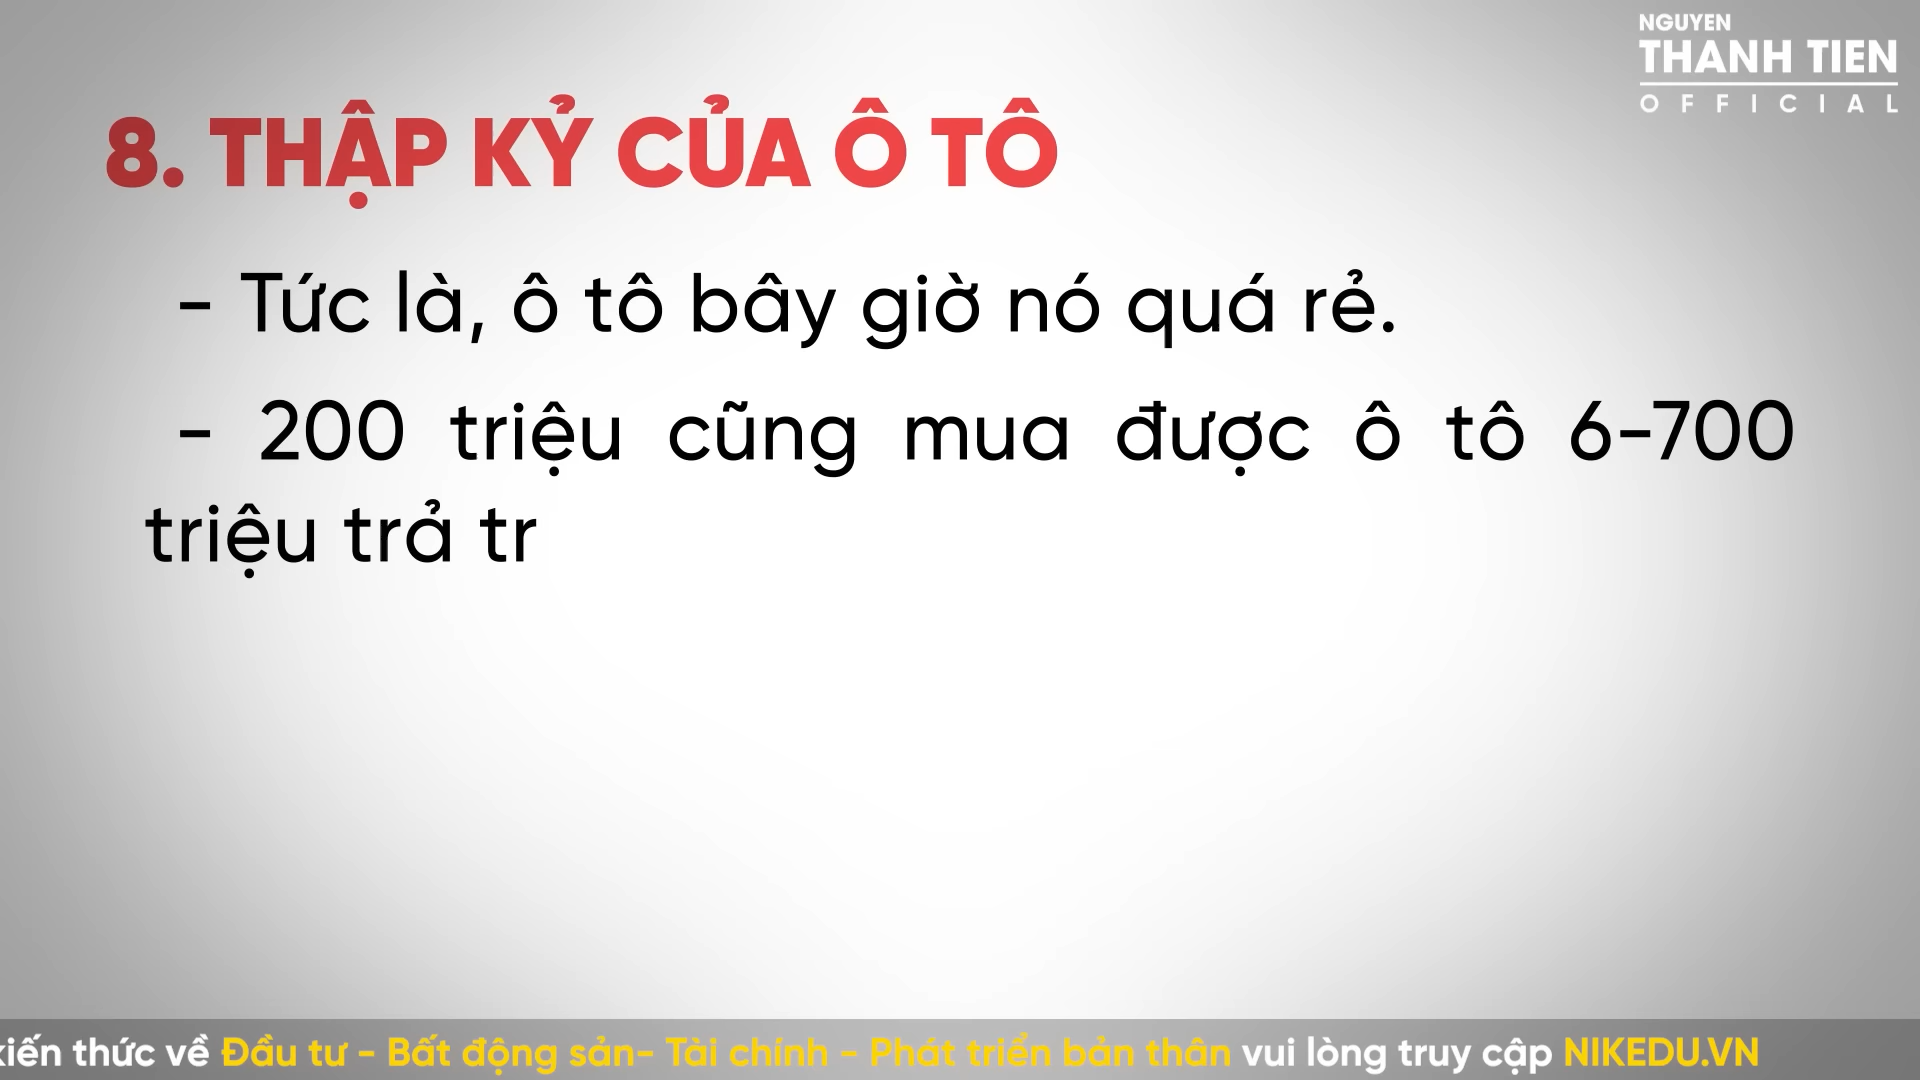 NGUYEN
THANH TIEN
OFFICIAL
8. THẬP KỶ CỦA Ô TÔ
- Tức là, ô tô bây giờ nó quá rẻ.
- 200 triệu cũng mua được ô tô 6-700
triệu trả tr
kiến thức về Đầu tư - Bất động sản- Tài chính - Phát triển bản thân vui lòng truy cập NIKEDU.VN